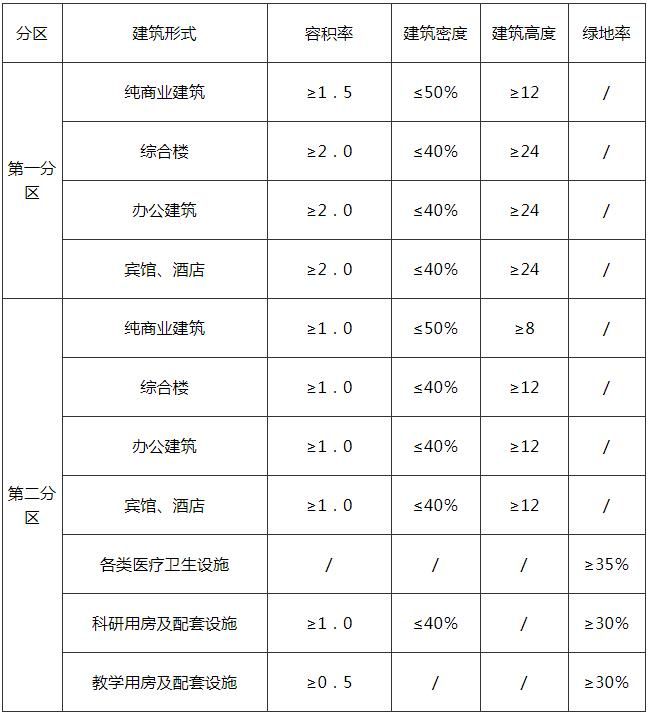 分区 建筑形式 容积率 建筑密度 建筑高度 绿地率
第一分区
纯商业建筑 ≥1．5 ≤50% ≥12 /
综合楼 ≥2．0 ≤40% ≥24 /
办公建筑 ≥2．0 ≤40% ≥24 /
宾馆、酒店 ≥2．0 ≤40% ≥24 /
第二分区
纯商业建筑 ≥1．0 ≤50% ≥8 /
综合楼 ≥1．0 ≤40% ≥12 /
办公建筑 ≥1．0 ≤40% ≥12 /
宾馆、酒店 ≥1．0 ≤40% ≥12 /
各类医疗卫生设施 / / / ≥35%
科研用房及配套设施 ≥1．0 ≤40% / ≥30%
教学用房及配套设施 ≥0．5 / / ≥30%